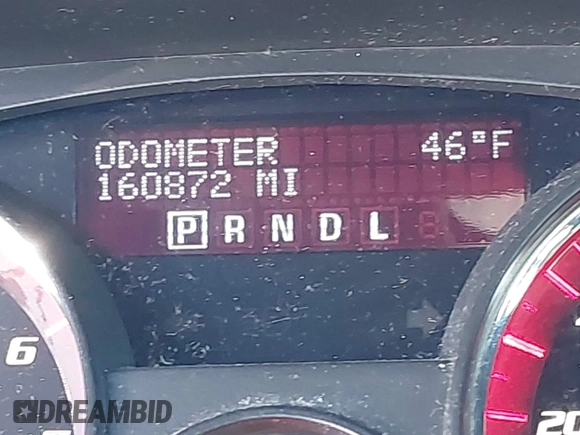 ODOMETER 46°F
160872 MI
P R N D L
6
20
DREAMBID